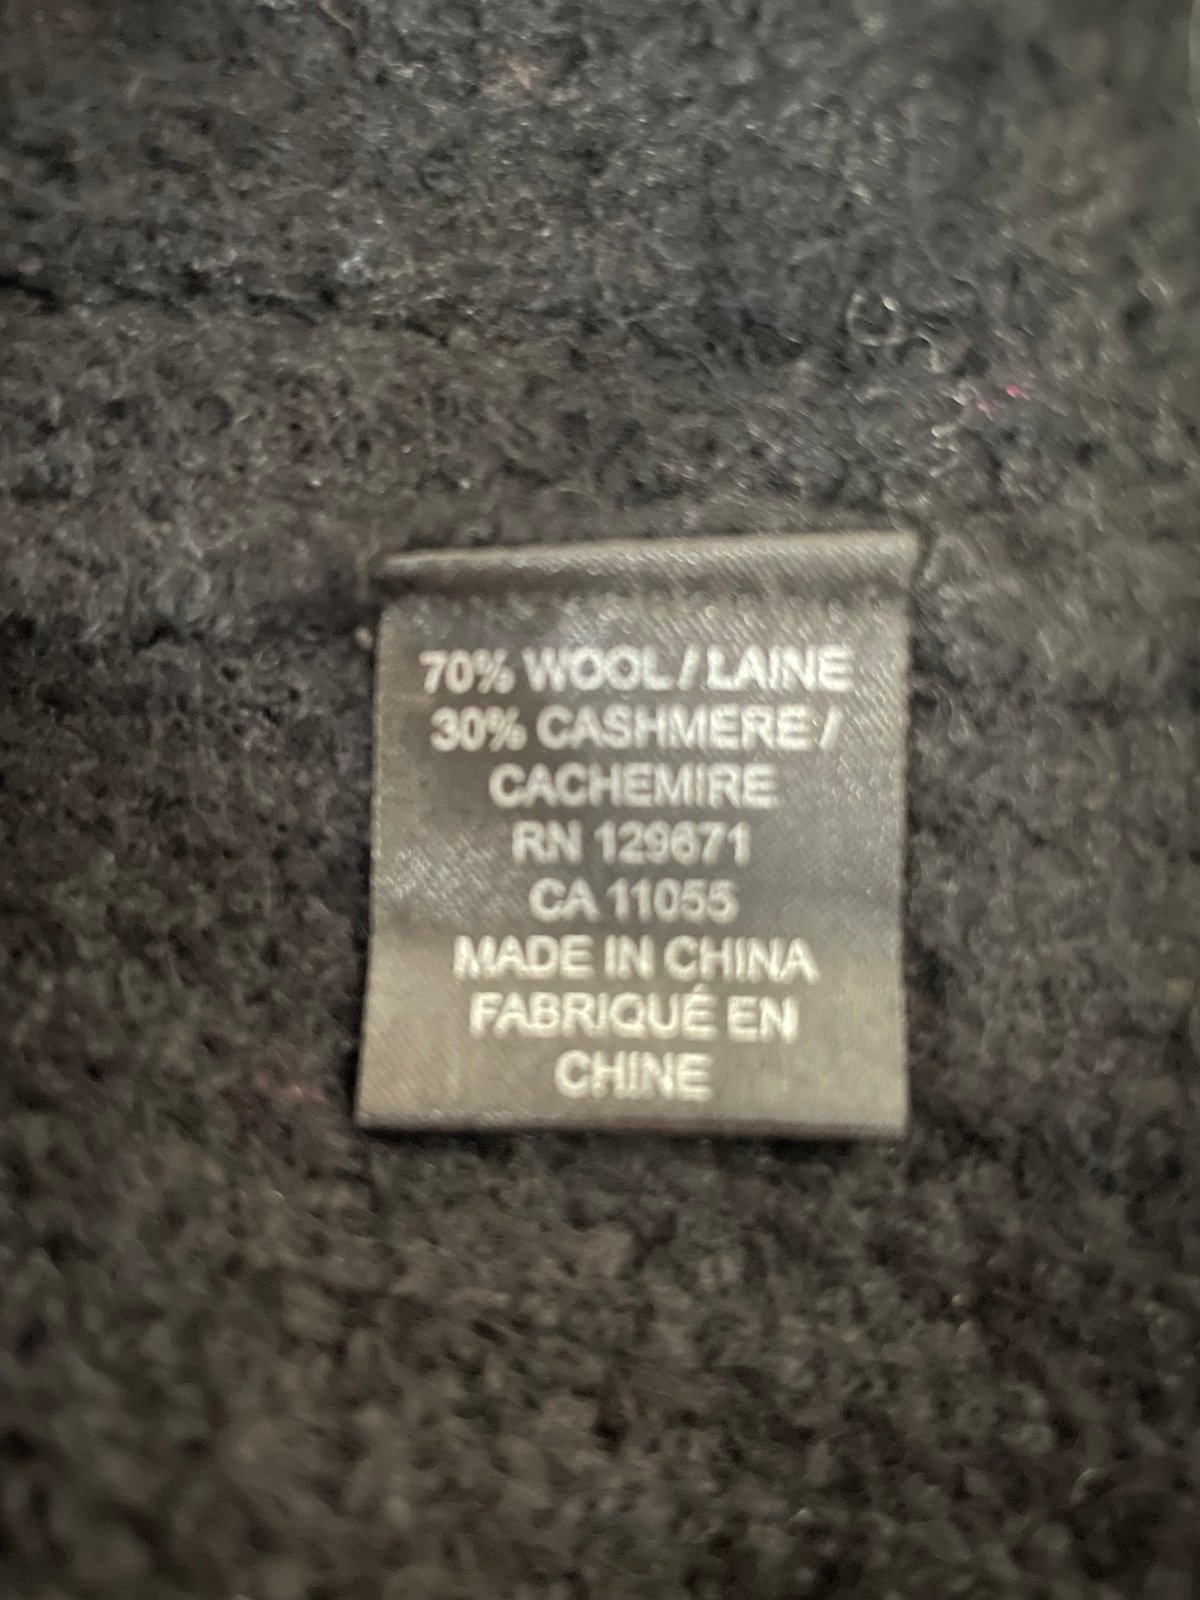 70% WOOL / LAINE
30% CASHMERE /
CACHEMIRE
RN 129671
CA 11055
MADE IN CHINA
FABRIQUÉ EN
CHINE